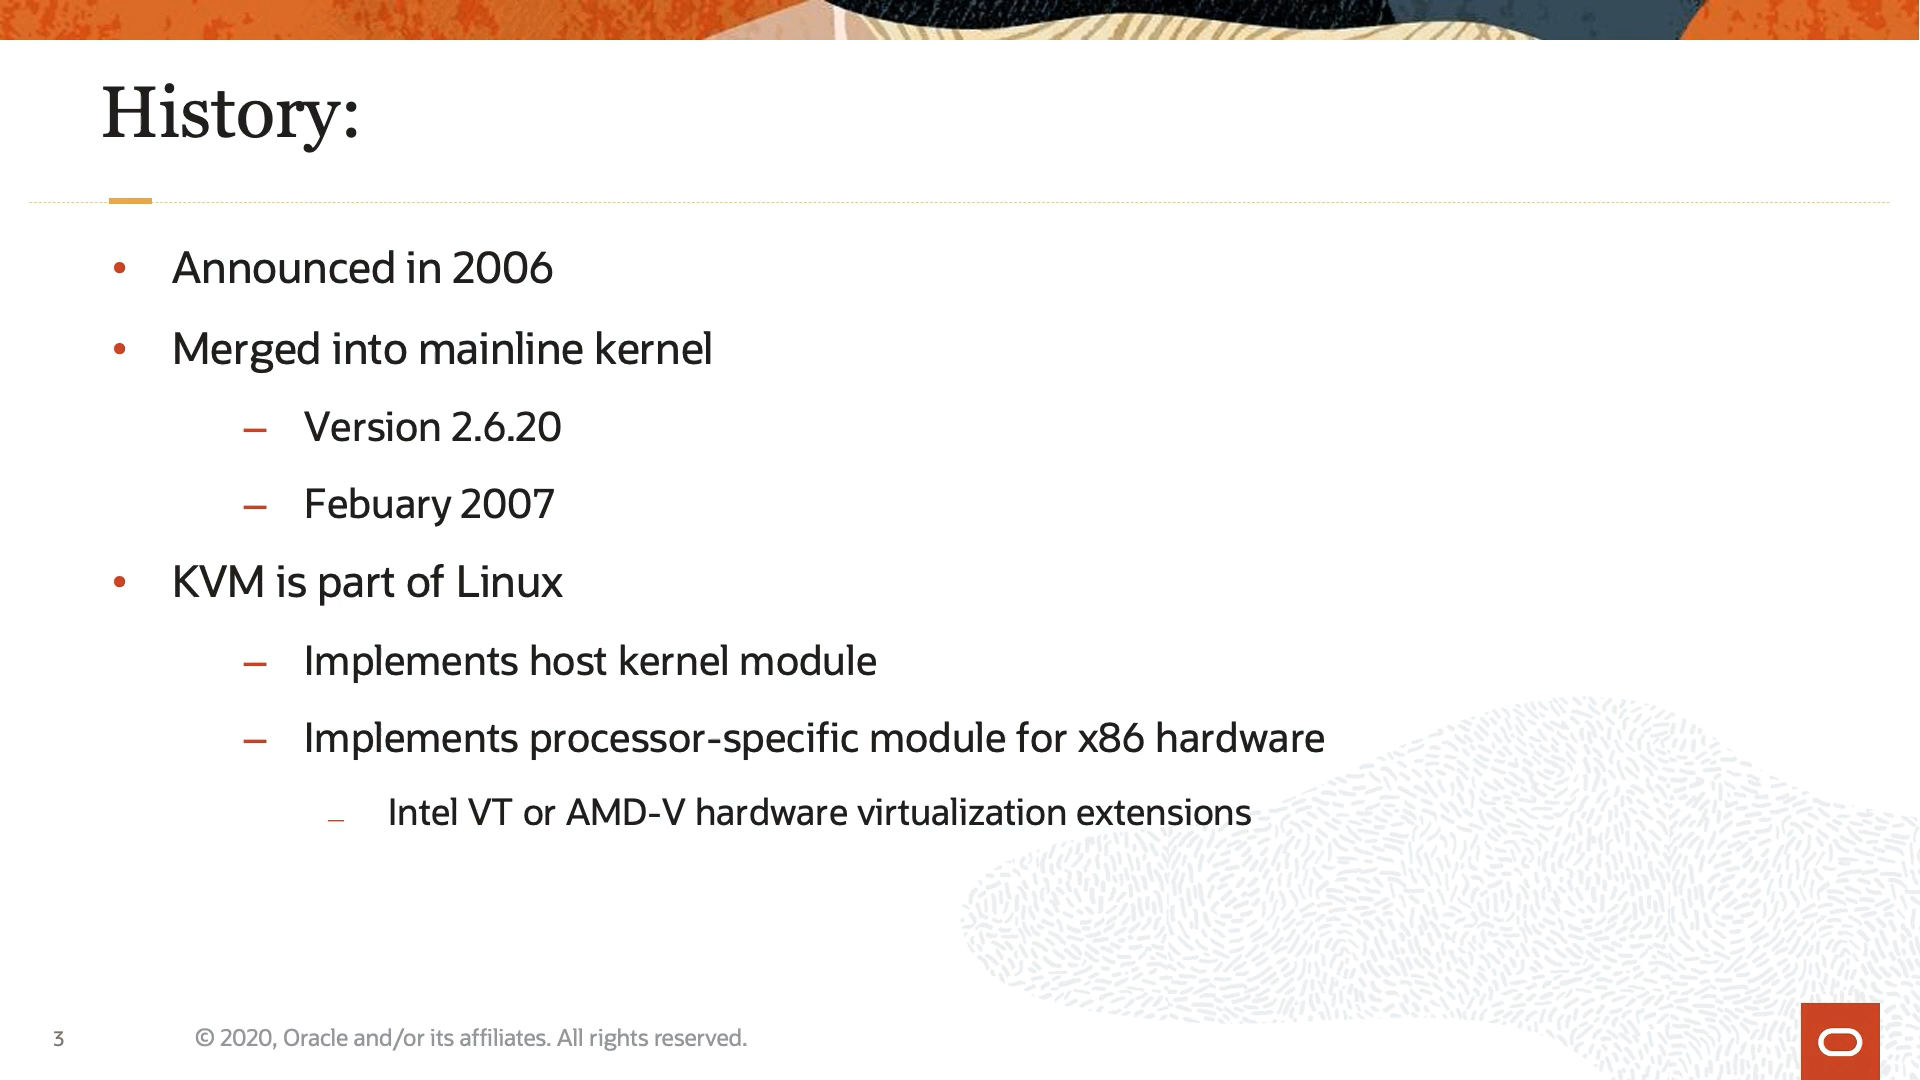 History:
• Announced in 2006
• Merged into mainline kernel
– Version 2.6.20
– Febuary 2007
• KVM is part of Linux
– Implements host kernel module
– Implements processor-specific module for x86 hardware
– Intel VT or AMD-V hardware virtualization extensions
3 © 2020, Oracle and/or its affiliates. All rights reserved.